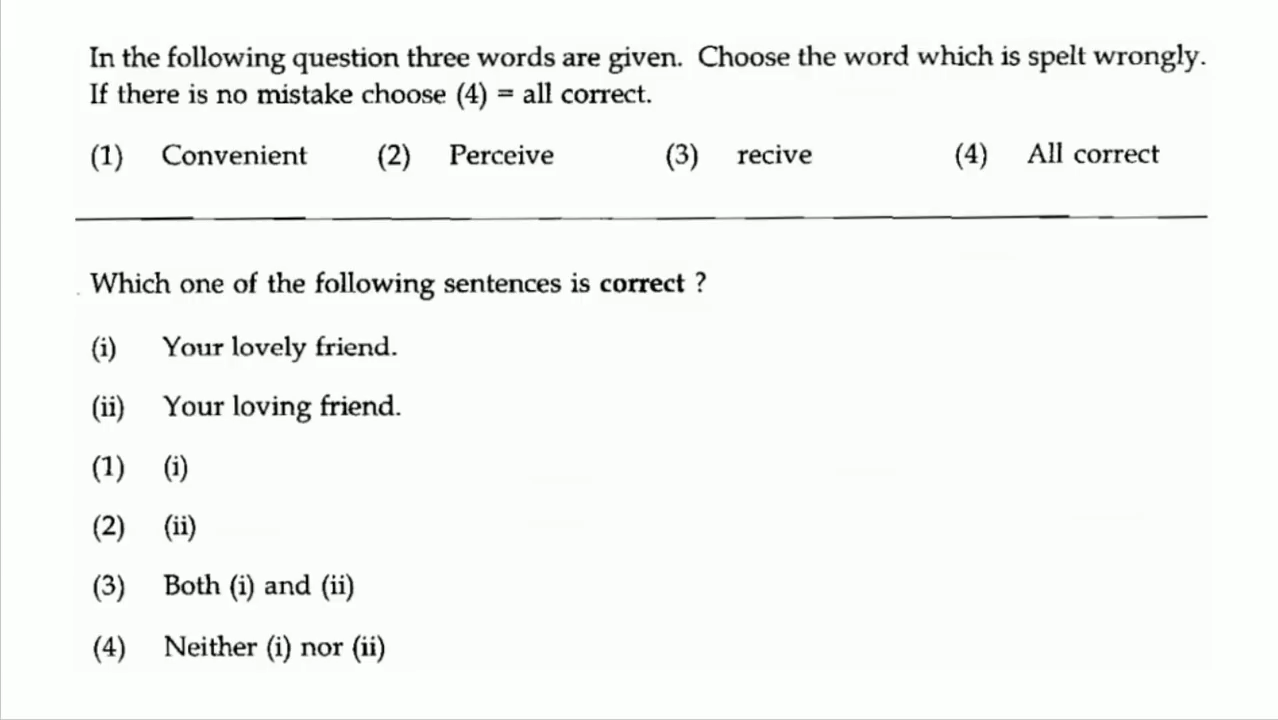 In the following question three words are given. Choose the word which is spelt wrongly.
If there is no mistake choose (4) = all correct.
(1) Convenient (2) Perceive (3) recive (4) All correct
Which one of the following sentences is correct ?
(i) Your lovely friend.
(ii) Your loving friend.
(1) (i)
(2) (ii)
(3) Both (i) and (ii)
(4) Neither (i) nor (ii)